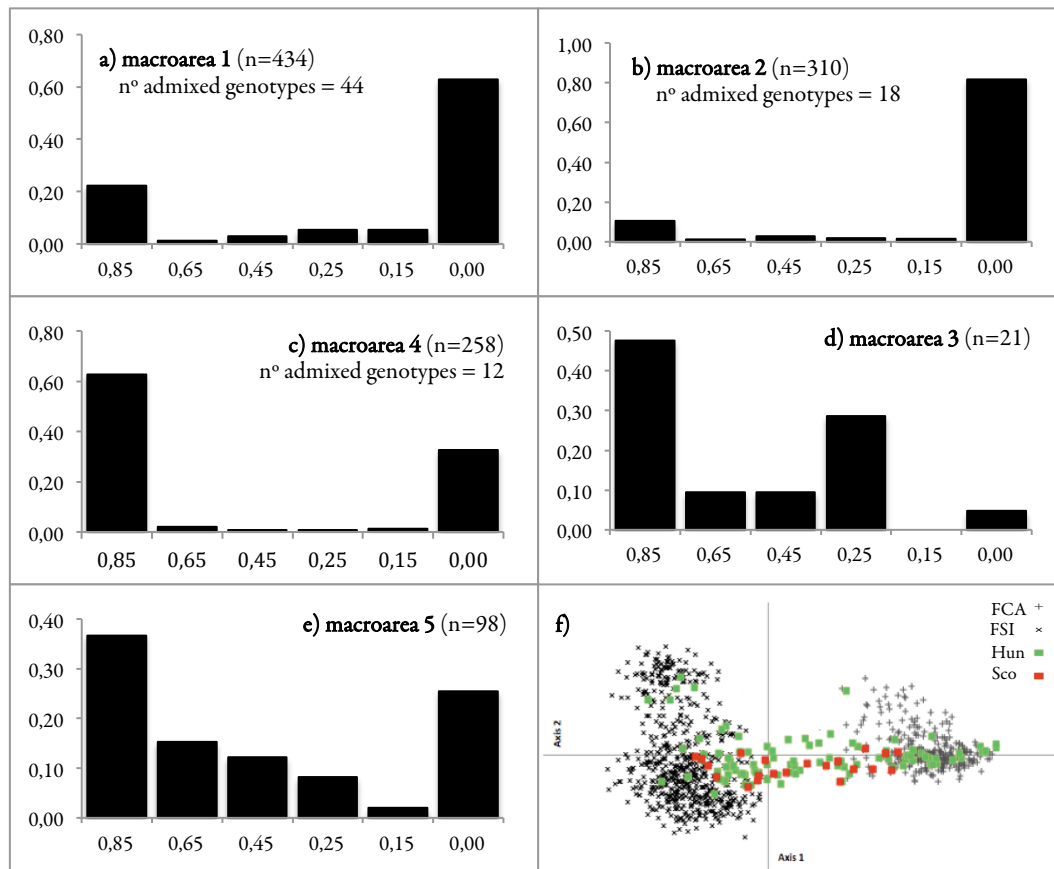 a) macroarea 1 (n=434)
nº admixed genotypes = 44
0,80
0,60
0,40
0,20
0,00
0,85 0,65 0,45 0,25 0,15 0,00
b) macroarea 2 (n=310)
nº admixed genotypes = 18
1,00
0,80
0,60
0,40
0,20
0,00
0,85 0,65 0,45 0,25 0,15 0,00
c) macroarea 4 (n=258)
nº admixed genotypes = 12
0,80
0,60
0,40
0,20
0,00
0,85 0,65 0,45 0,25 0,15 0,00
d) macroarea 3 (n=21)
0,50
0,40
0,30
0,20
0,10
0,00
0,85 0,65 0,45 0,25 0,15 0,00
e) macroarea 5 (n=98)
0,40
0,30
0,20
0,10
0,00
0,85 0,65 0,45 0,25 0,15 0,00
f)
FCA
FSI
Hun
Sco
Axis 2
Axis 1